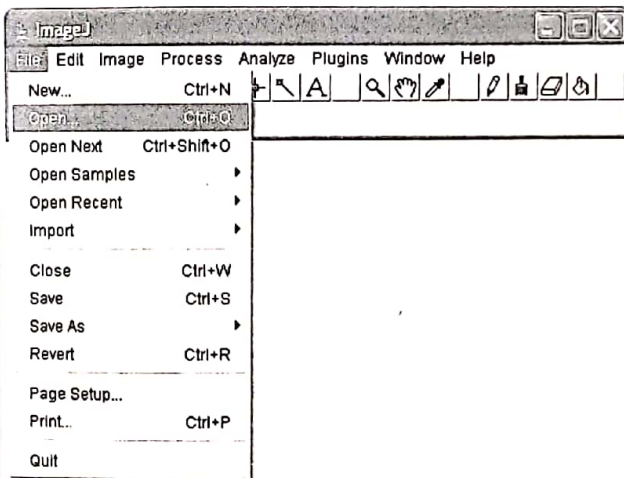 ImageJ
File Edit Image Process Analyze Plugins Window Help
New... Ctrl+N
A
Open... Ctrl+O
Open Next Ctrl+Shift+O
Open Samples
Open Recent
Import
Close Ctrl+W
Save Ctrl+S
Save As
Revert Ctrl+R
Page Setup...
Print... Ctrl+P
Quit